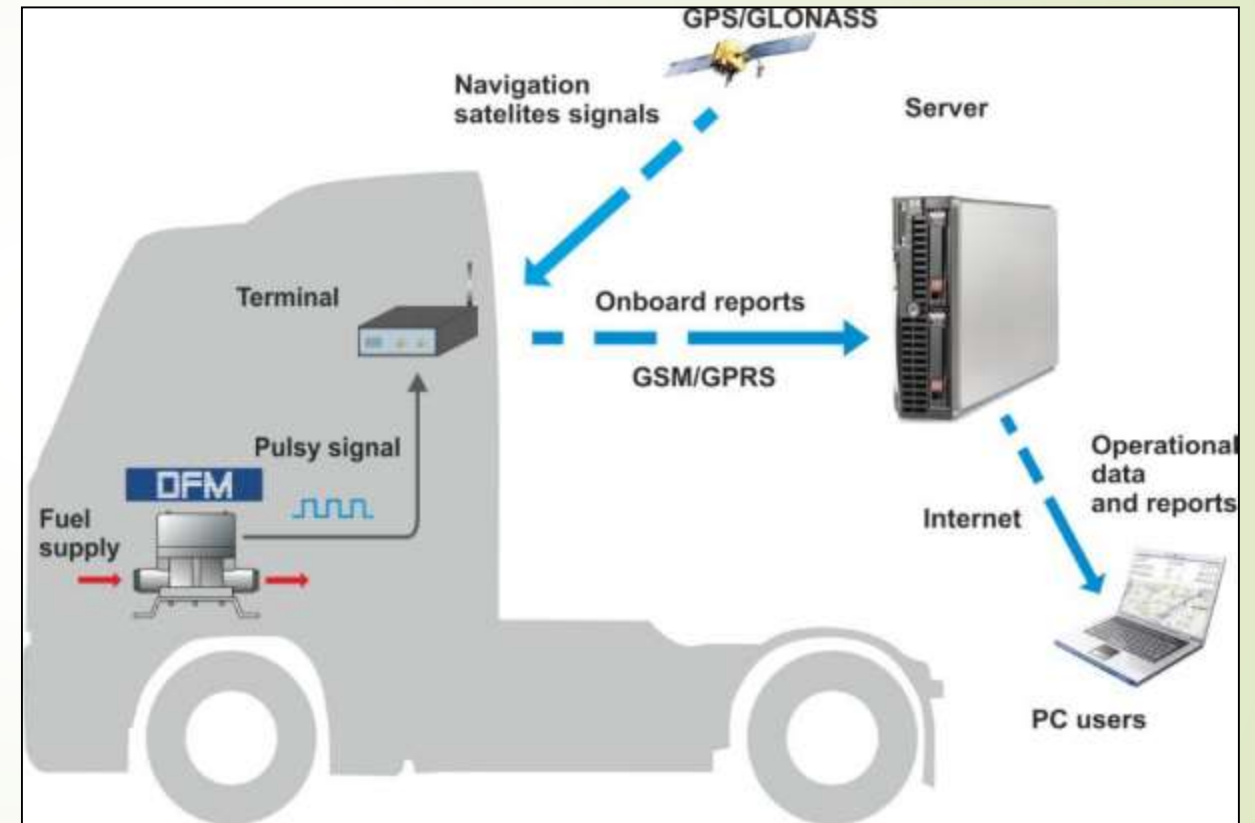 GPS/GLONASS
Navigation
satelites signals
Server
Terminal
Onboard reports
GSM/GPRS
Pulsy signal
DFM
Fuel
supply
Operational
data
and reports
Internet
PC users